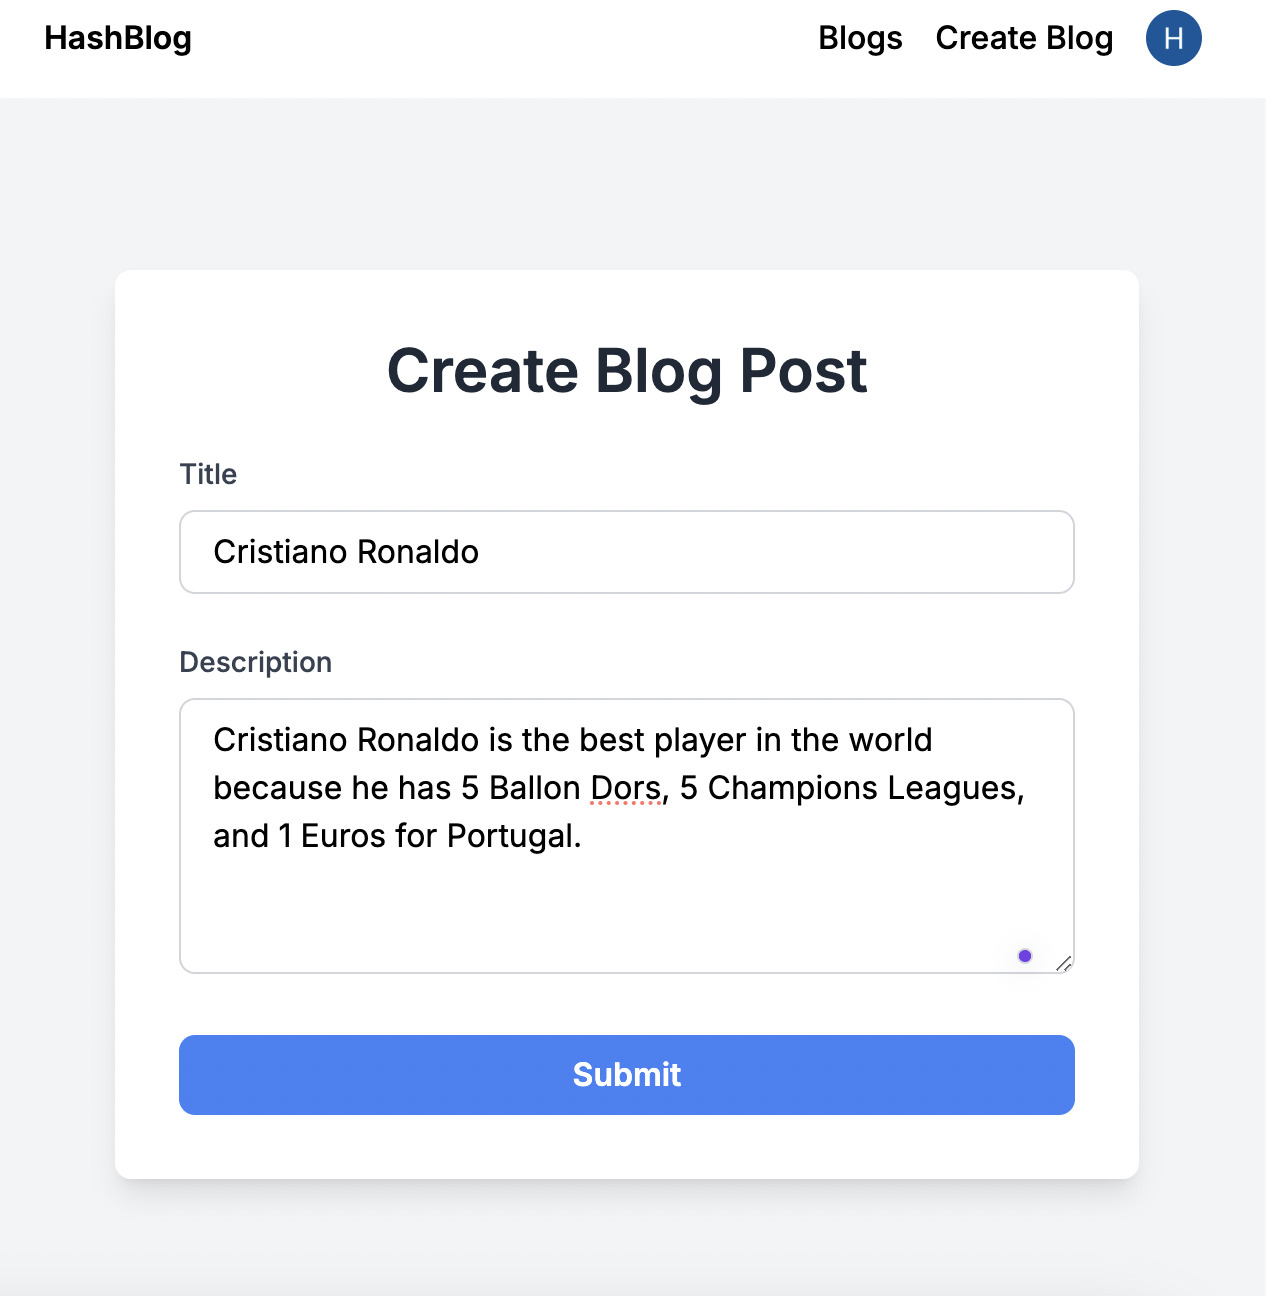 HashBlog
Blogs
Create Blog
H
Create Blog Post
Title
Cristiano Ronaldo
Description
Cristiano Ronaldo is the best player in the world
because he has 5 Ballon Dors, 5 Champions Leagues,
and 1 Euros for Portugal.
Submit